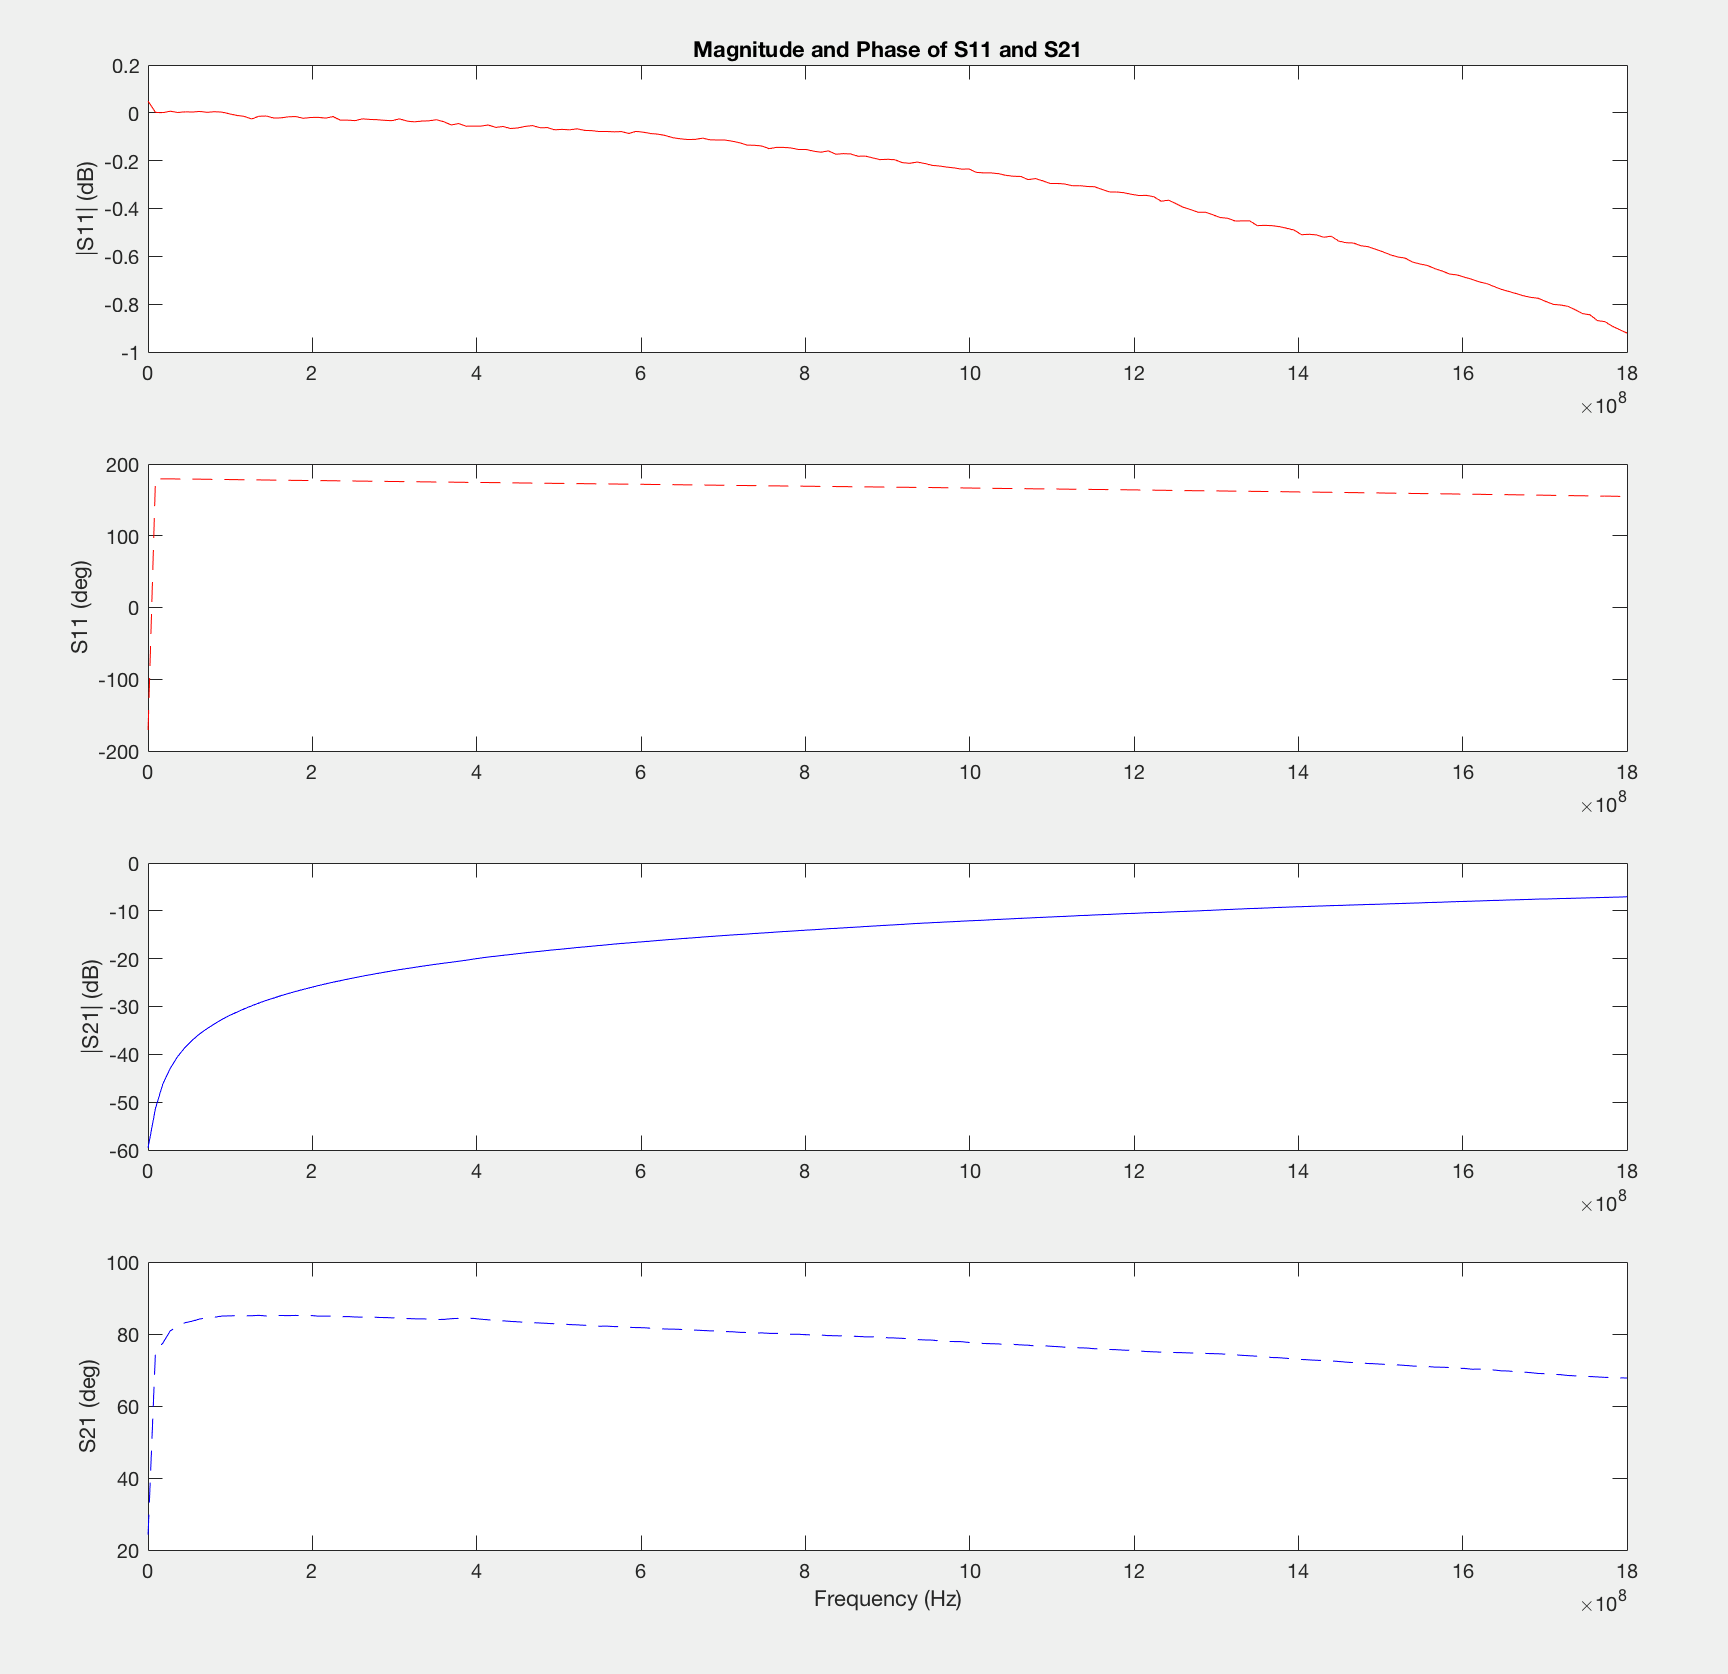 Magnitude and Phase of S11 and S21
|S11| (dB)
0.2
0
-0.2
-0.4
-0.6
-0.8
-1
0 2 4 6 8 10 12 14 16 18
×10^8
S11 (deg)
200
100
0
-100
-200
0 2 4 6 8 10 12 14 16 18
×10^8
|S21| (dB)
0
-10
-20
-30
-40
-50
-60
0 2 4 6 8 10 12 14 16 18
×10^8
S21 (deg)
100
80
60
40
20
0 2 4 6 8 10 12 14 16 18
Frequency (Hz)
×10^8